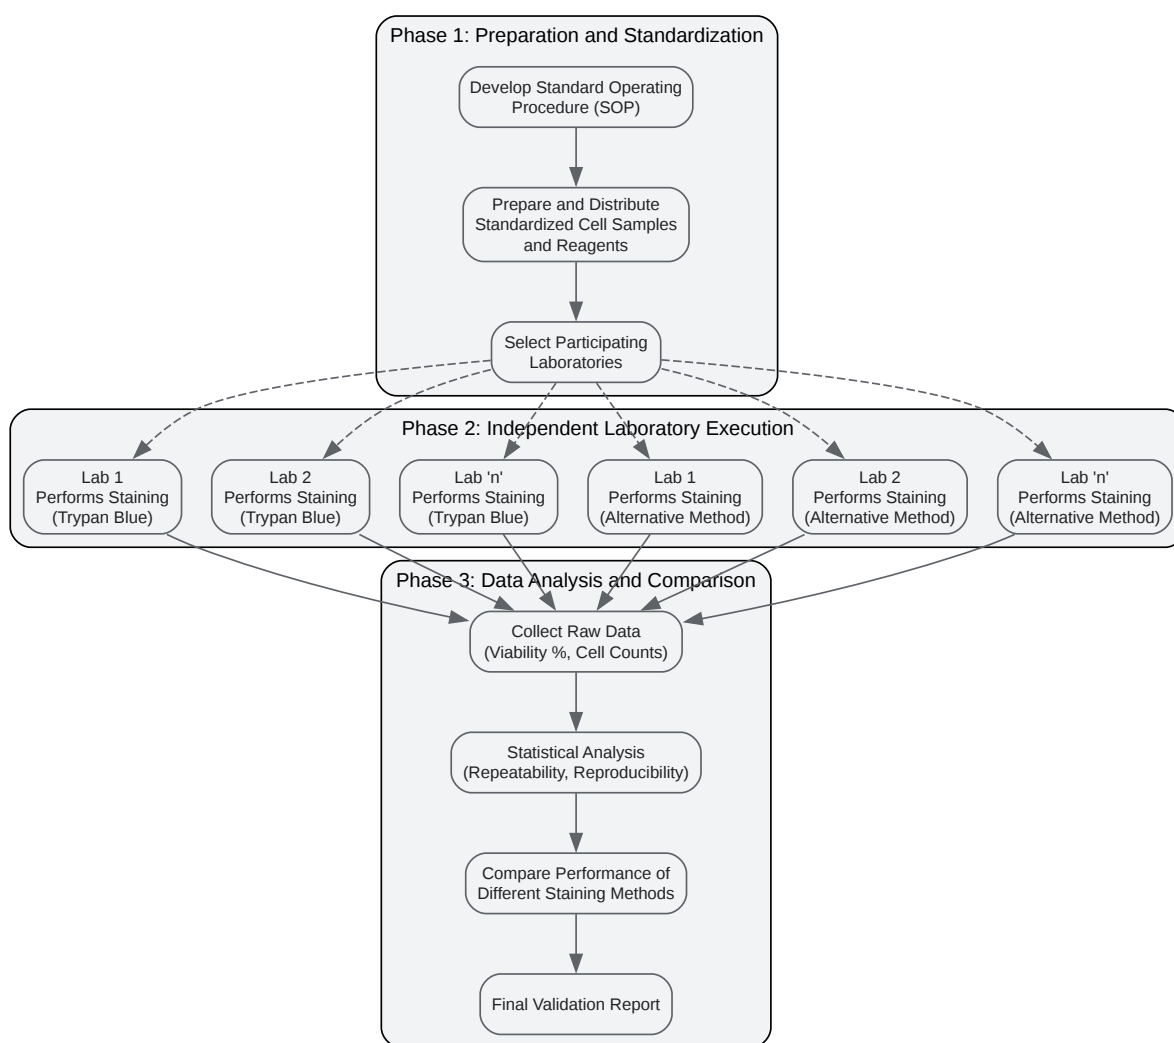 Phase 1: Preparation and Standardization
Develop Standard Operating
Procedure (SOP)
Prepare and Distribute
Standardized Cell Samples
and Reagents
Select Participating
Laboratories
Phase 2: Independent Laboratory Execution
Lab 1
Performs Staining
(Trypan Blue)
Lab 2
Performs Staining
(Trypan Blue)
Lab 'n'
Performs Staining
(Trypan Blue)
Lab 1
Performs Staining
(Alternative Method)
Lab 2
Performs Staining
(Alternative Method)
Lab 'n'
Performs Staining
(Alternative Method)
Phase 3: Data Analysis and Comparison
Collect Raw Data
(Viability %, Cell Counts)
Statistical Analysis
(Repeatability, Reproducibility)
Compare Performance of
Different Staining Methods
Final Validation Report